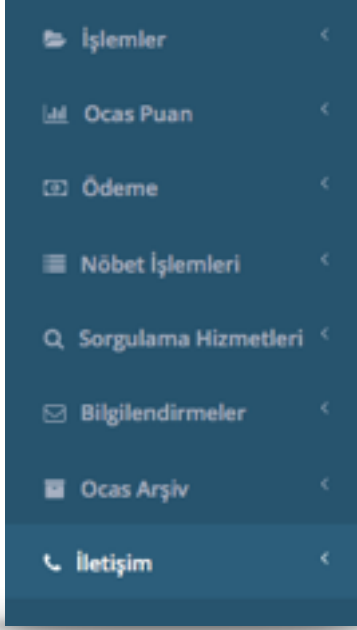 İşlemler
Ocas Puan
Ödeme
Nöbet İşlemleri
Sorgulama Hizmetleri
Bilgilendirmeler
Ocas Arşiv
İletişim